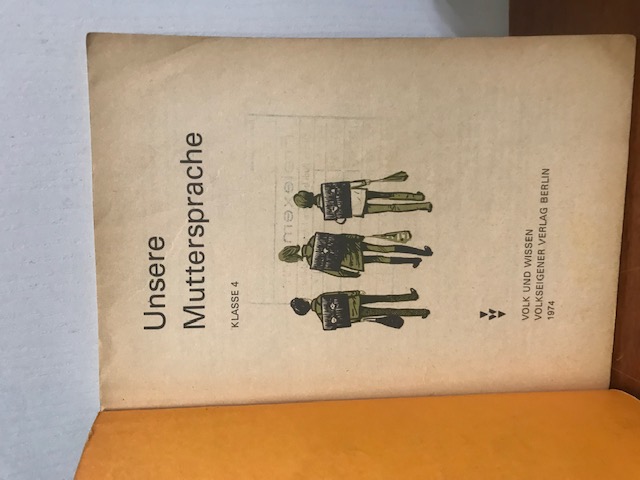 Unsere
Muttersprache
KLASSE 4
VOLK UND WISSEN
VOLKSEIGENER VERLAG BERLIN
1974